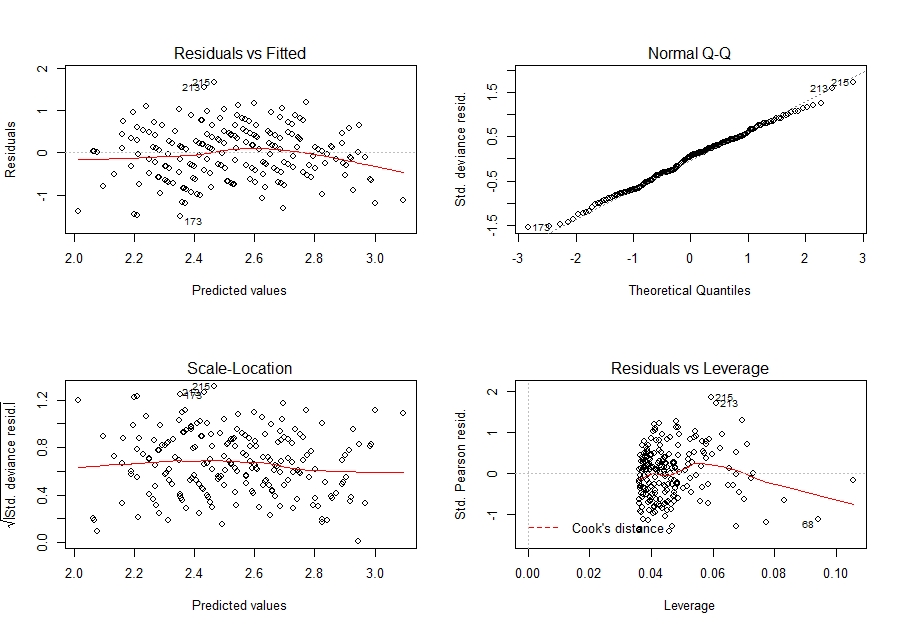 Residuals vs Fitted
Residuals
2
1
0
-1
215
213
173
2.0 2.2 2.4 2.6 2.8 3.0
Predicted values
Normal Q-Q
Std. deviance resid.
1.5
0.5
-0.5
-1.5
213 215
173
-3 -2 -1 0 1 2 3
Theoretical Quantiles
Scale-Location
√|Std. deviance resid.|
1.2
0.8
0.4
0.0
215
213
173
2.0 2.2 2.4 2.6 2.8 3.0
Predicted values
Residuals vs Leverage
Std. Pearson resid.
2
1
0
-1
215
213
68
Cook's distance
0.00 0.02 0.04 0.06 0.08 0.10
Leverage